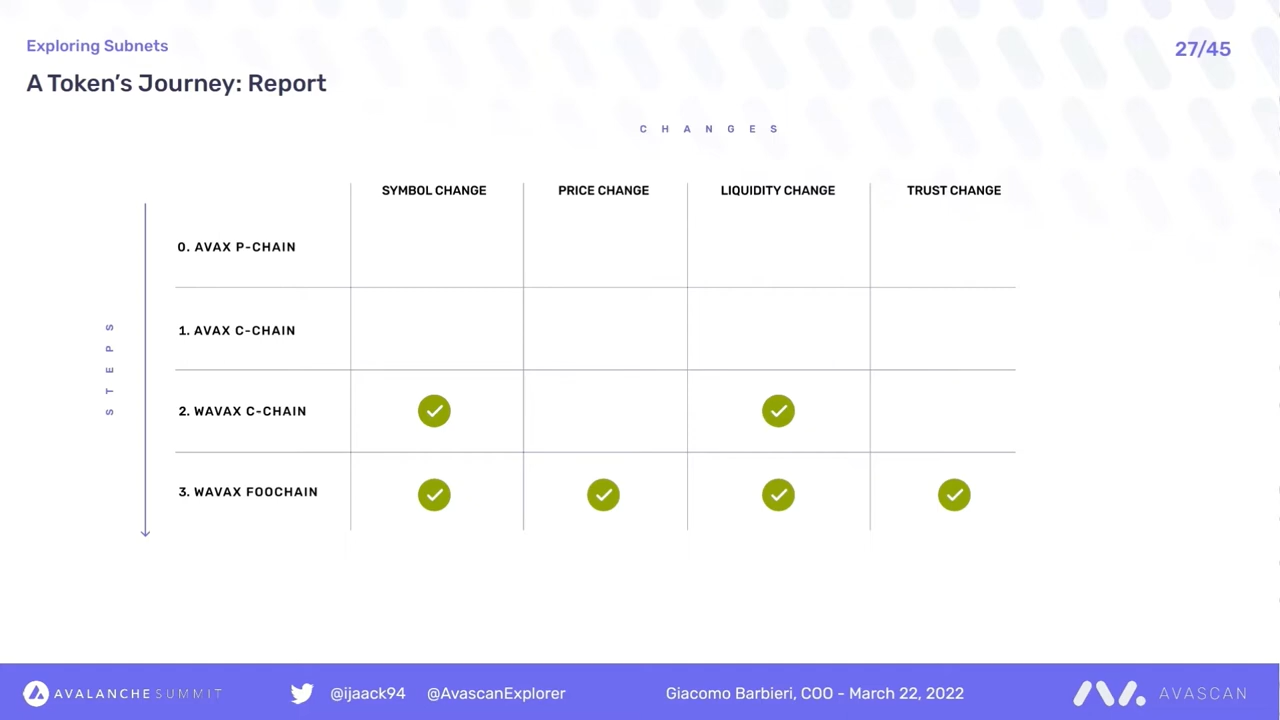 Exploring Subnets
27/45
A Token’s Journey: Report
CHANGES
SYMBOL CHANGE PRICE CHANGE LIQUIDITY CHANGE TRUST CHANGE
STEPS
0. AVAX P-CHAIN
1. AVAX C-CHAIN
2. WAVAX C-CHAIN
3. WAVAX FOOCHAIN
AVALANCHE SUMMIT @ijaack94 @AvascanExplorer Giacomo Barbieri, COO - March 22, 2022 AVASCAN